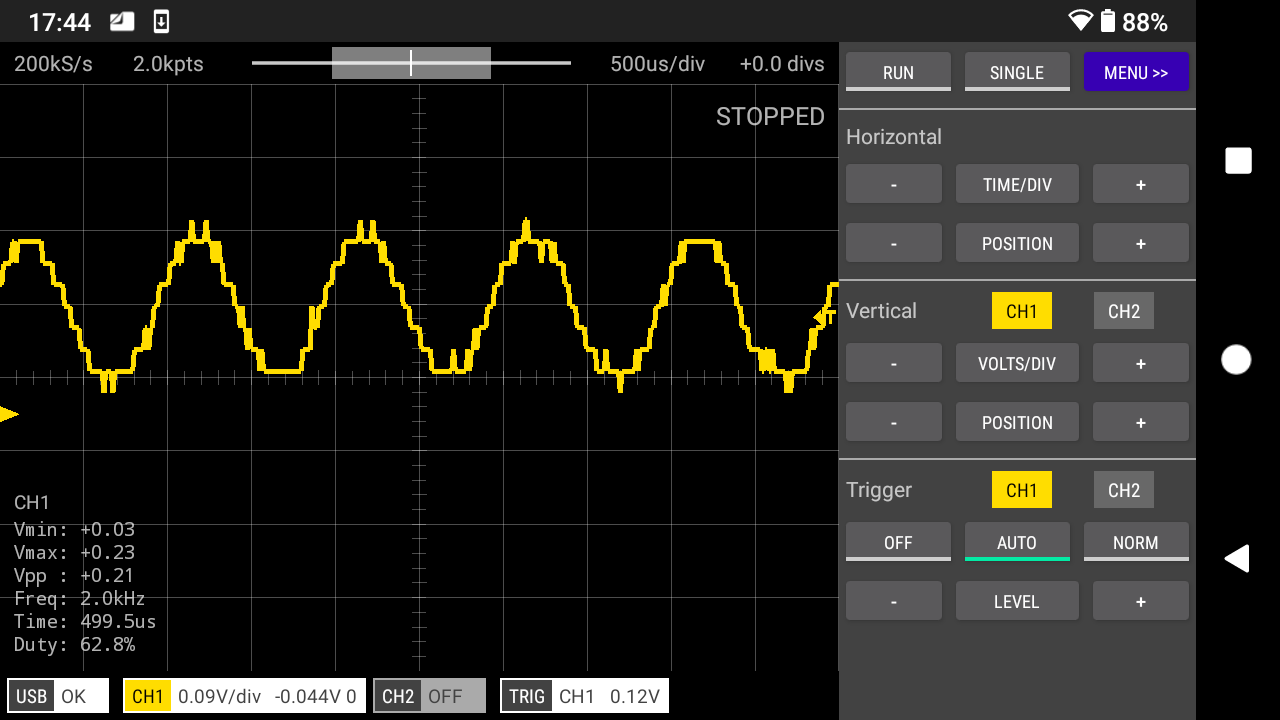 17:44 88%
200kS/s 2.0kpts 500us/div +0.0 divs
STOPPED
RUN SINGLE MENU >>
Horizontal
- TIME/DIV +
- POSITION +
Vertical CH1 CH2
- VOLTS/DIV +
- POSITION +
Trigger CH1 CH2
OFF AUTO NORM
- LEVEL +
T
CH1
Vmin: +0.03
Vmax: +0.23
Vpp : +0.21
Freq: 2.0kHz
Time: 499.5us
Duty: 62.8%
USB OK CH1 0.09V/div -0.044V 0 CH2 OFF TRIG CH1 0.12V